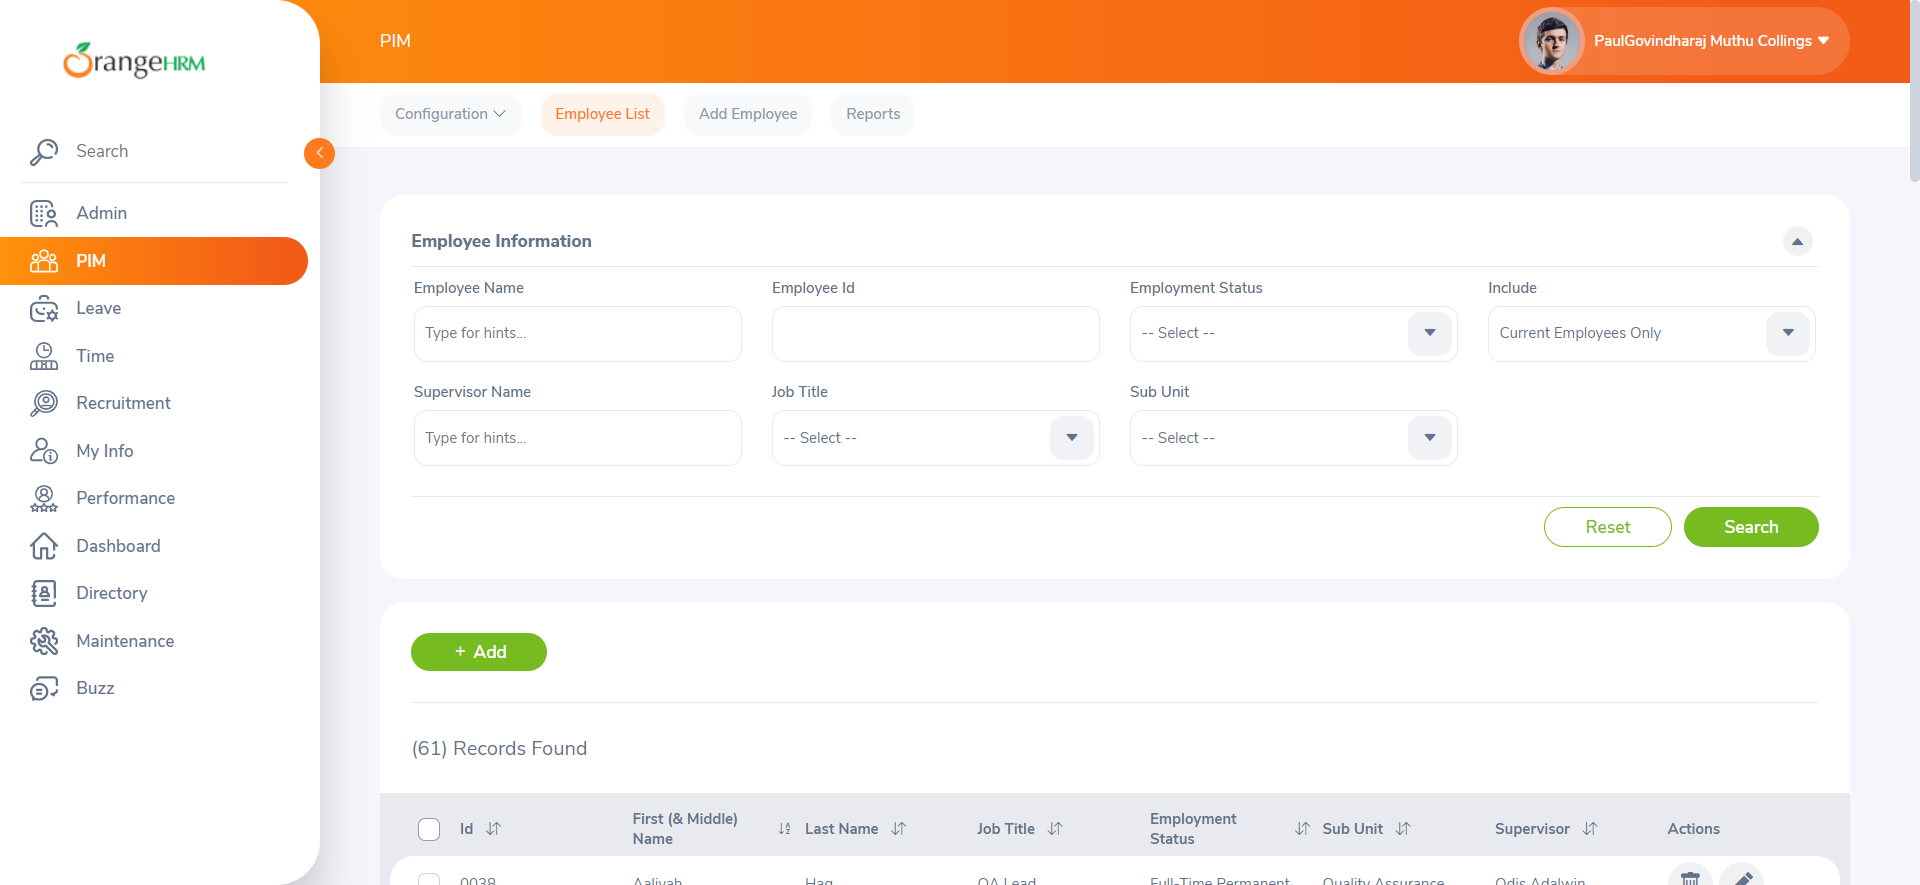 OrangeHRM
PIM
PaulGovindharaj Muthu Collings
Configuration
Employee List
Add Employee
Reports
Search
Admin
PIM
Leave
Time
Recruitment
My Info
Performance
Dashboard
Directory
Maintenance
Buzz
Employee Information
Employee Name
Employee Id
Employment Status
Include
Type for hints...
-- Select --
Current Employees Only
Supervisor Name
Job Title
Sub Unit
Type for hints...
-- Select --
-- Select --
Reset
Search
+ Add
(61) Records Found
Id
First (& Middle)
Name
Last Name
Job Title
Employment
Status
Sub Unit
Supervisor
Actions
0038
Aaliyah
Haq
QA Lead
Full-Time Permanent
Quality Assurance
Odis Adalwin